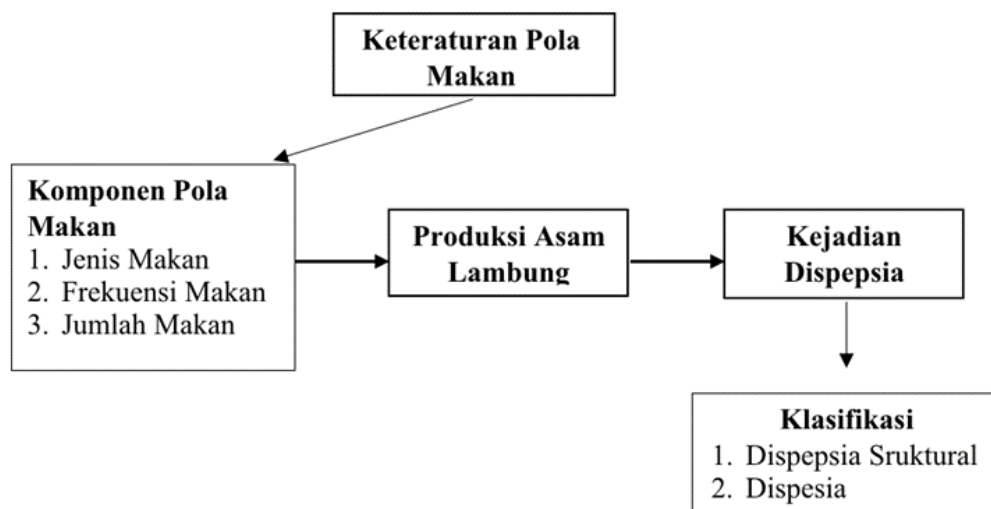 Keteraturan Pola
Makan
Komponen Pola
Makan
1. Jenis Makan
2. Frekuensi Makan
3. Jumlah Makan
Produksi Asam
Lambung
Kejadian
Dispepsia
Klasifikasi
1. Dispepsia Sruktural
2. Dispesia